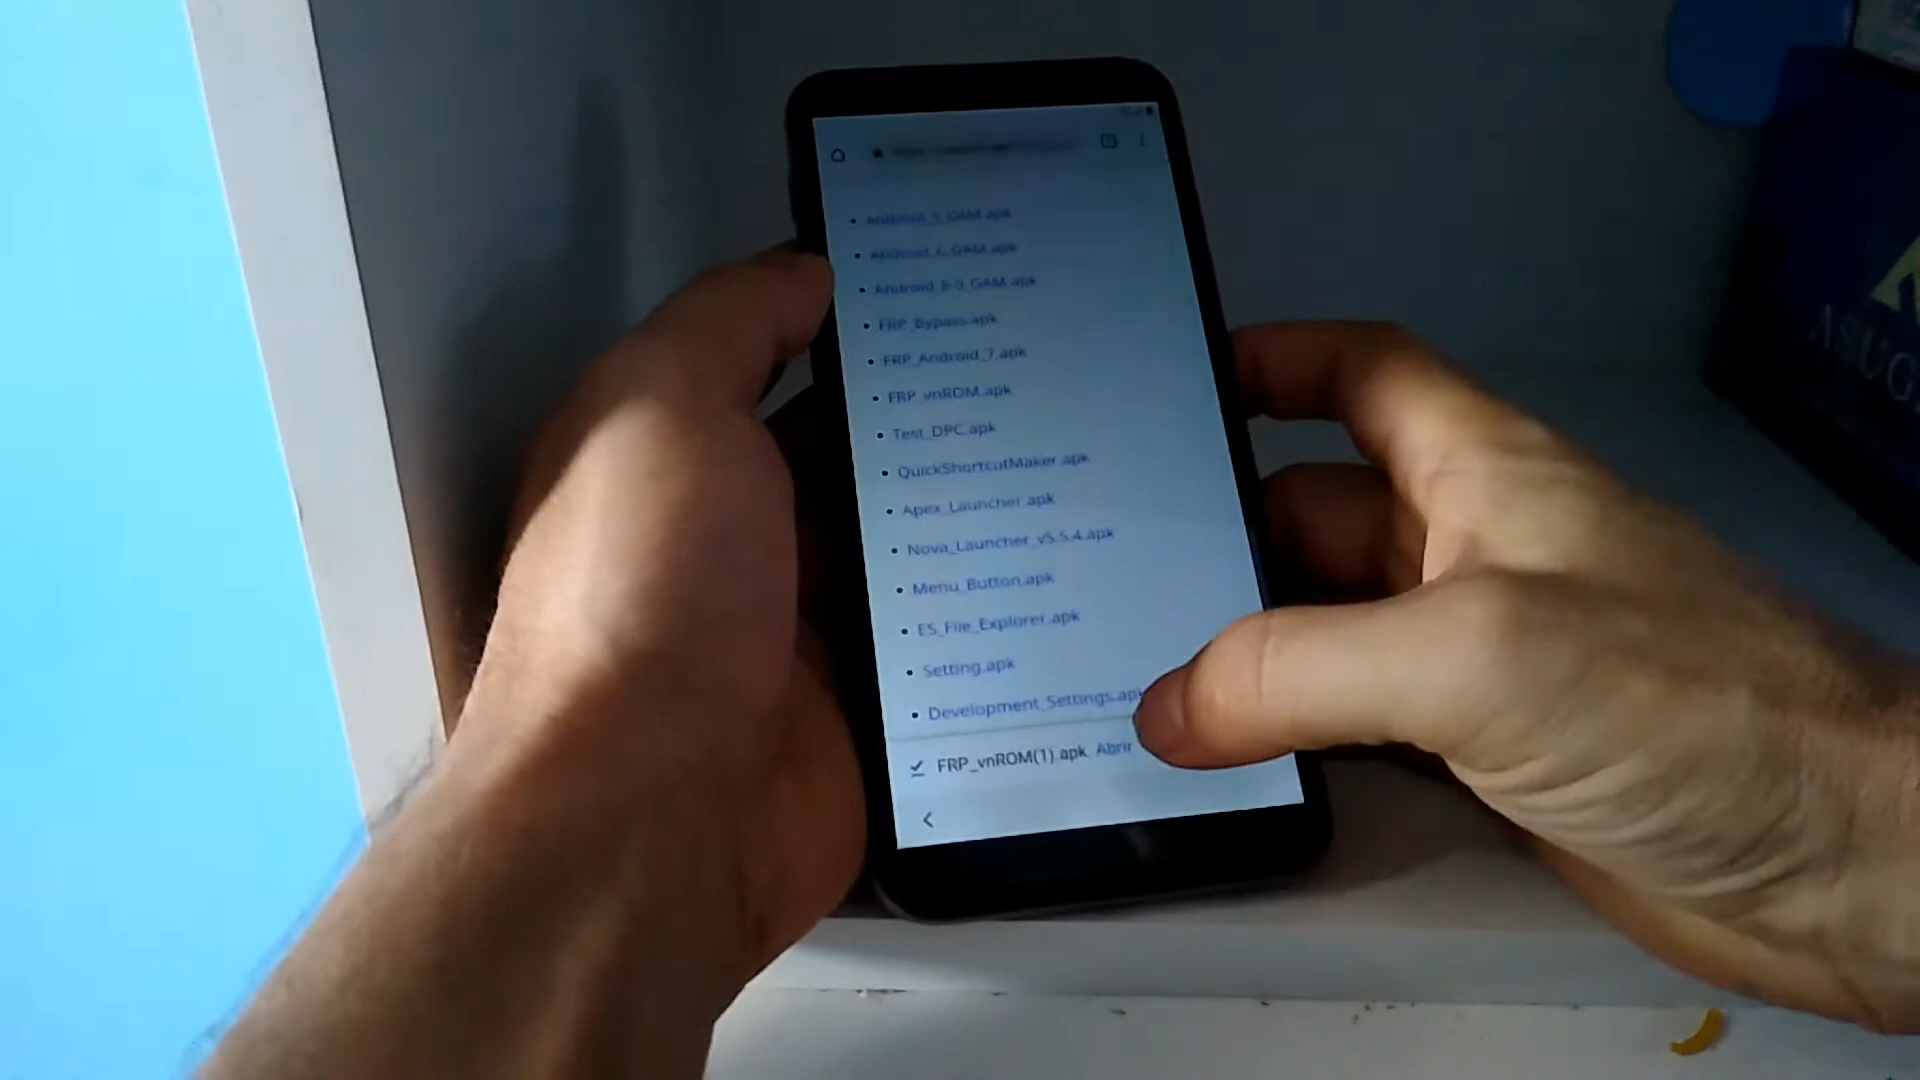 Android_5_GAM.apk
Android_6_GAM.apk
Android_8-9_GAM.apk
FRP_Bypass.apk
FRP_Android_7.apk
FRP_vnROM.apk
Test_DPC.apk
QuickShortcutMaker.apk
Apex_Launcher.apk
Nova_Launcher_v5.5.4.apk
Menu_Button.apk
ES_File_Explorer.apk
Setting.apk
Development_Settings.apk
FRP_vnROM(1).apk Abrir